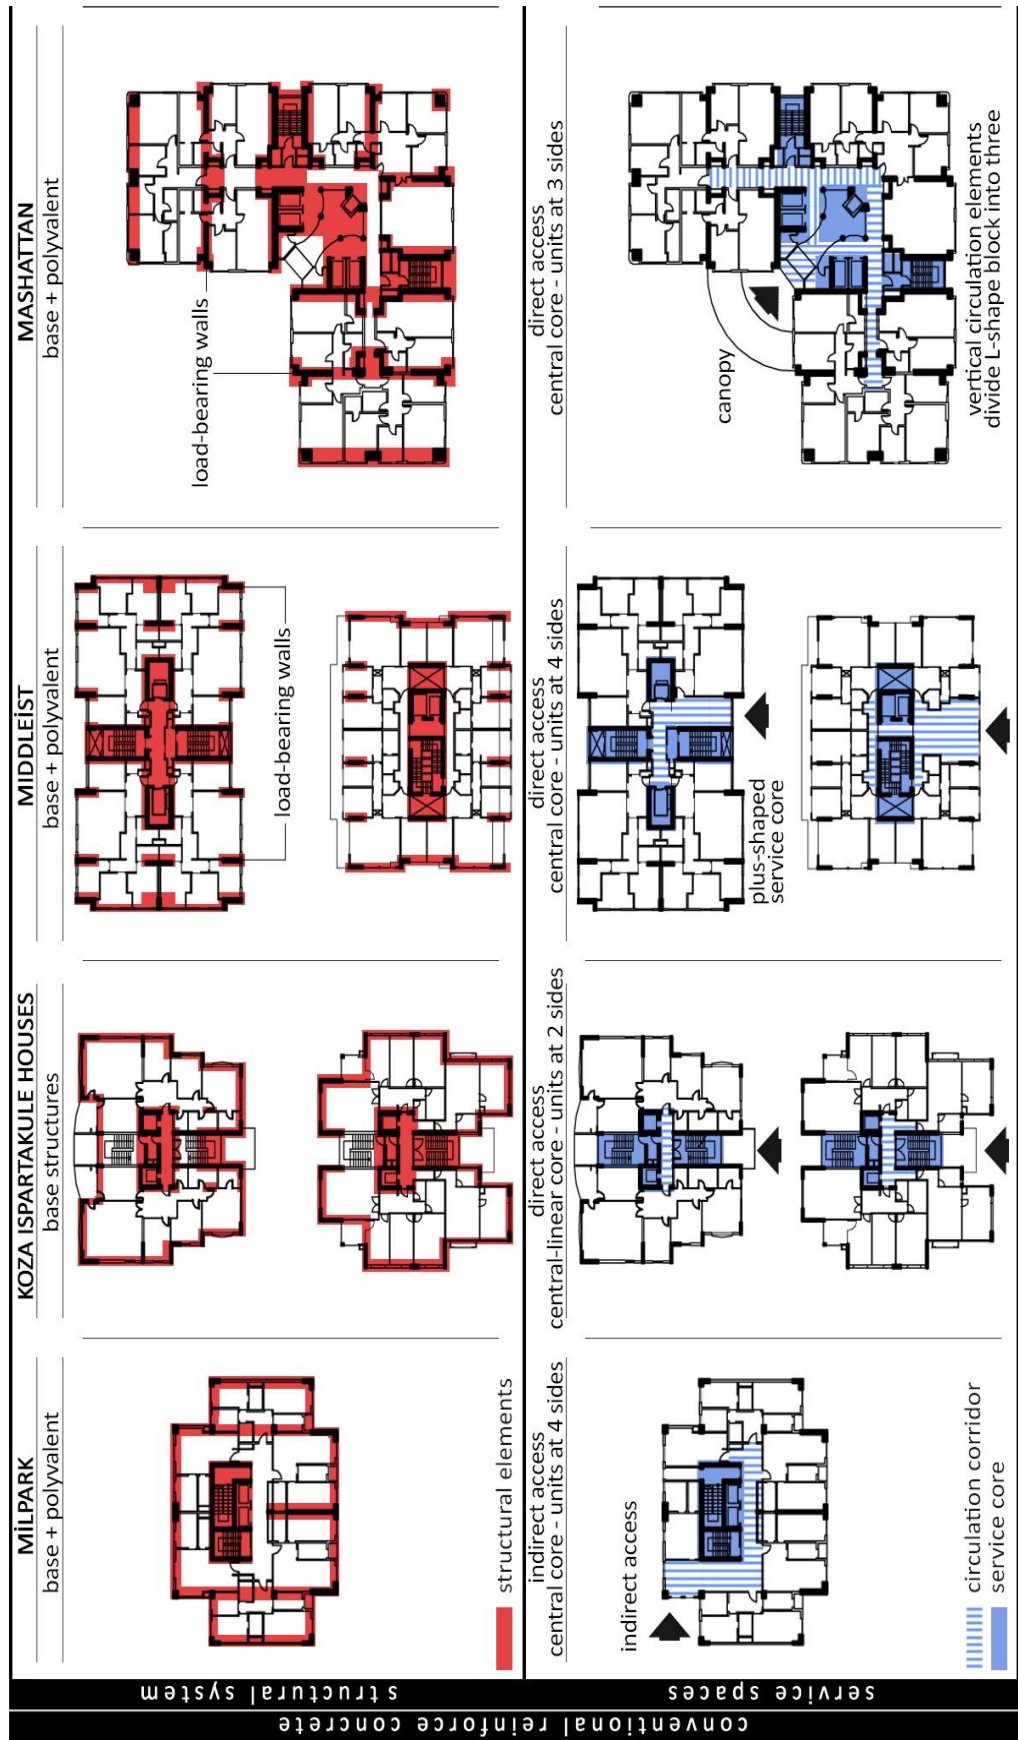 conventional reinforce concrete
structural system
MİLPARK
base + polyvalent
KOZA ISPARTAKULE HOUSES
base structures
MIDDLEİST
base + polyvalent
load-bearing walls
MASHATTAN
base + polyvalent
load-bearing walls
structural elements
service spaces
indirect access
central core - units at 4 sides
indirect access
direct access
central-linear core - units at 2 sides
direct access
central core - units at 4 sides
plus-shaped
service core
direct access
central core - units at 3 sides
canopy
vertical circulation elements
divide L-shape block into three
circulation corridor
service core